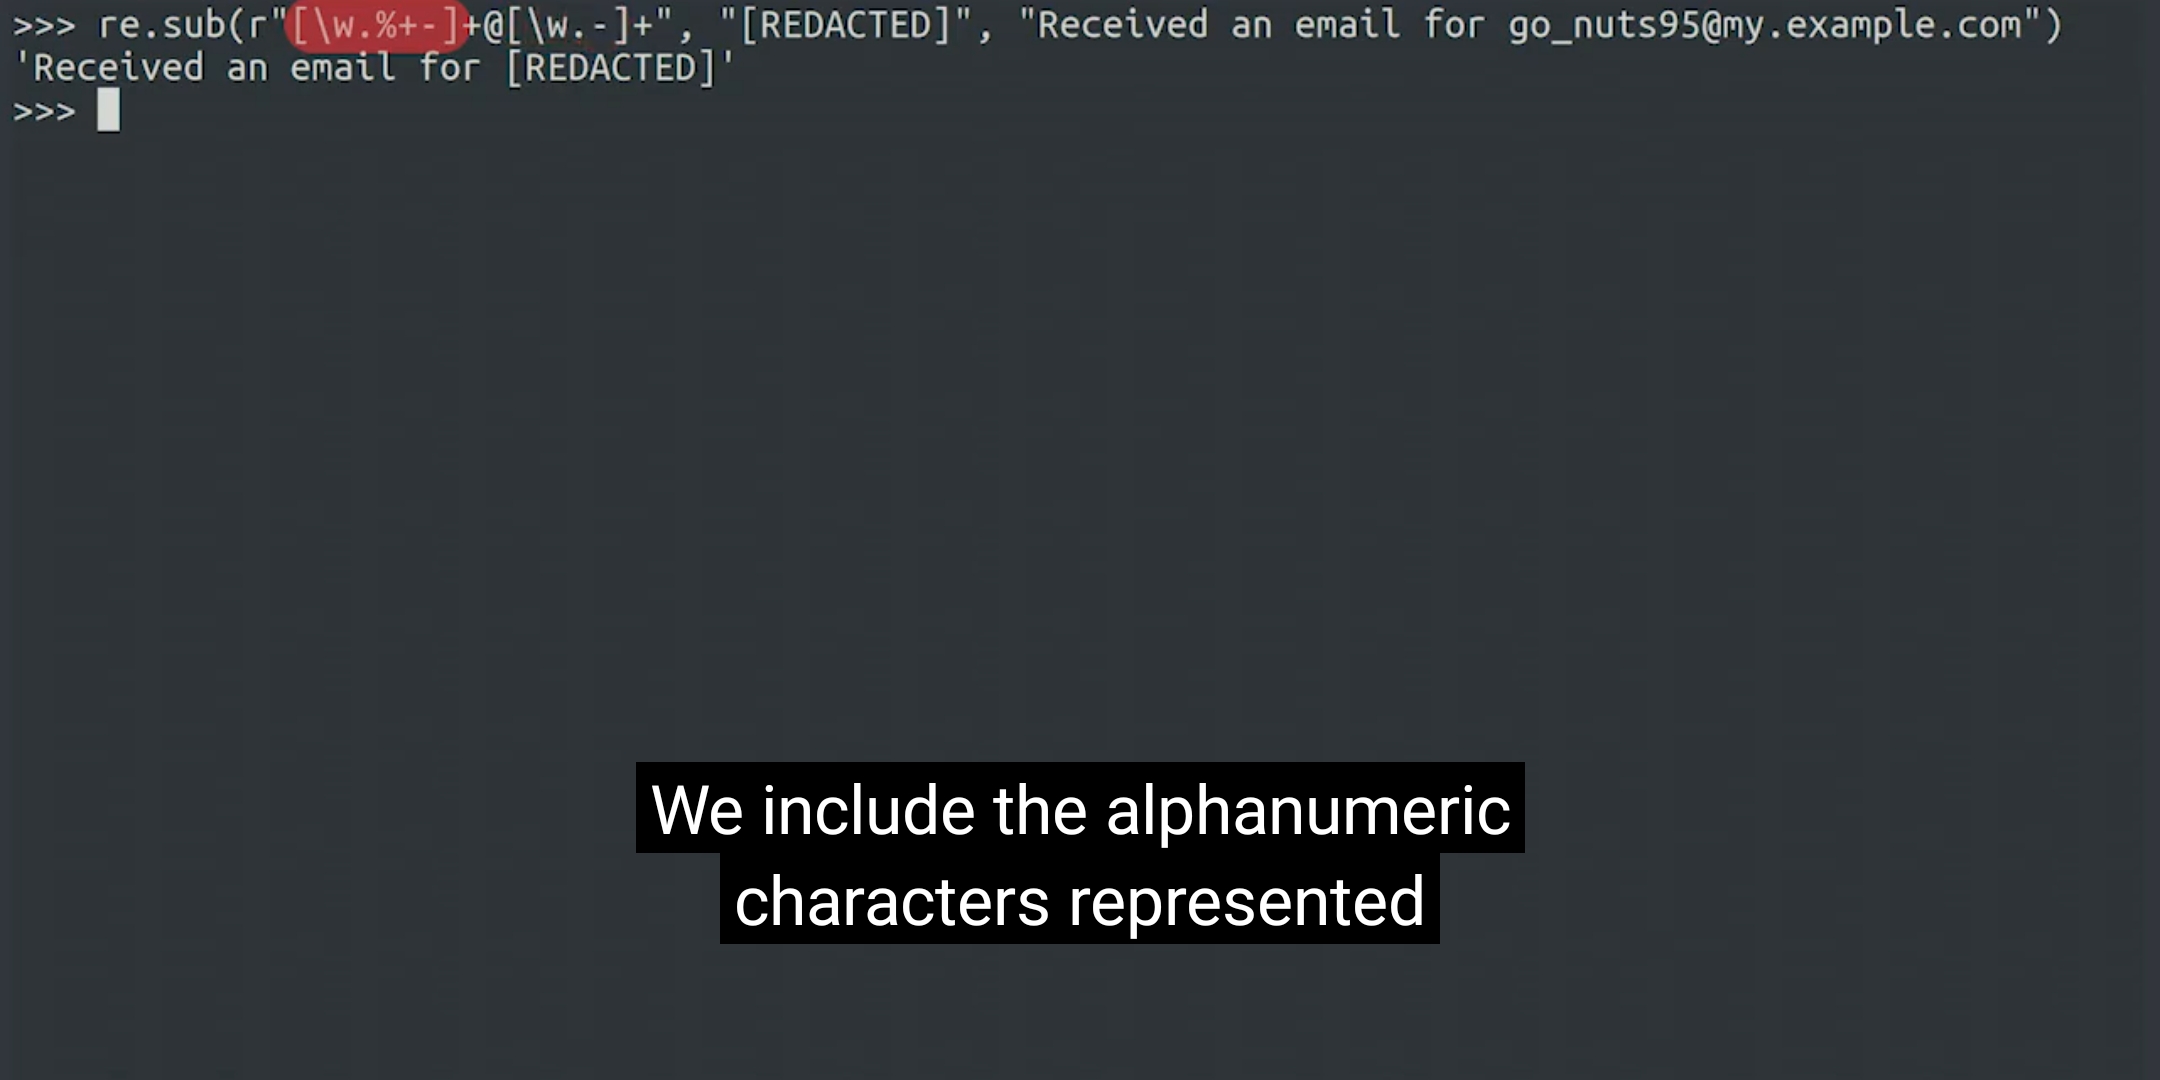 >>> re.sub(r"[\w.%+-]+@[\w.-]+", "[REDACTED]", "Received an email for go_nuts95@my.example.com")
'Received an email for [REDACTED]'
>>>
We include the alphanumeric
characters represented